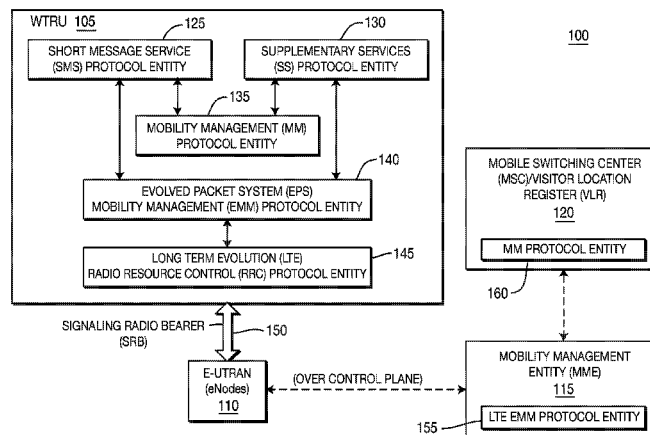 WTRU 105
125
130
100
SHORT MESSAGE SERVICE
(SMS) PROTOCOL ENTITY
SUPPLEMENTARY SERVICES
(SS) PROTOCOL ENTITY
135
MOBILITY MANAGEMENT (MM)
PROTOCOL ENTITY
140
EVOLVED PACKET SYSTEM (EPS)
MOBILITY MANAGEMENT (EMM) PROTOCOL ENTITY
LONG TERM EVOLUTION (LTE)
RADIO RESOURCE CONTROL (RRC) PROTOCOL ENTITY
145
MOBILE SWITCHING CENTER
(MSC)/VISITOR LOCATION
REGISTER (VLR)
120
MM PROTOCOL ENTITY
160
SIGNALING RADIO BEARER
(SRB)
150
E-UTRAN
(eNodes)
110
(OVER CONTROL PLANE)
MOBILITY MANAGEMENT
ENTITY (MME)
115
155
LTE EMM PROTOCOL ENTITY